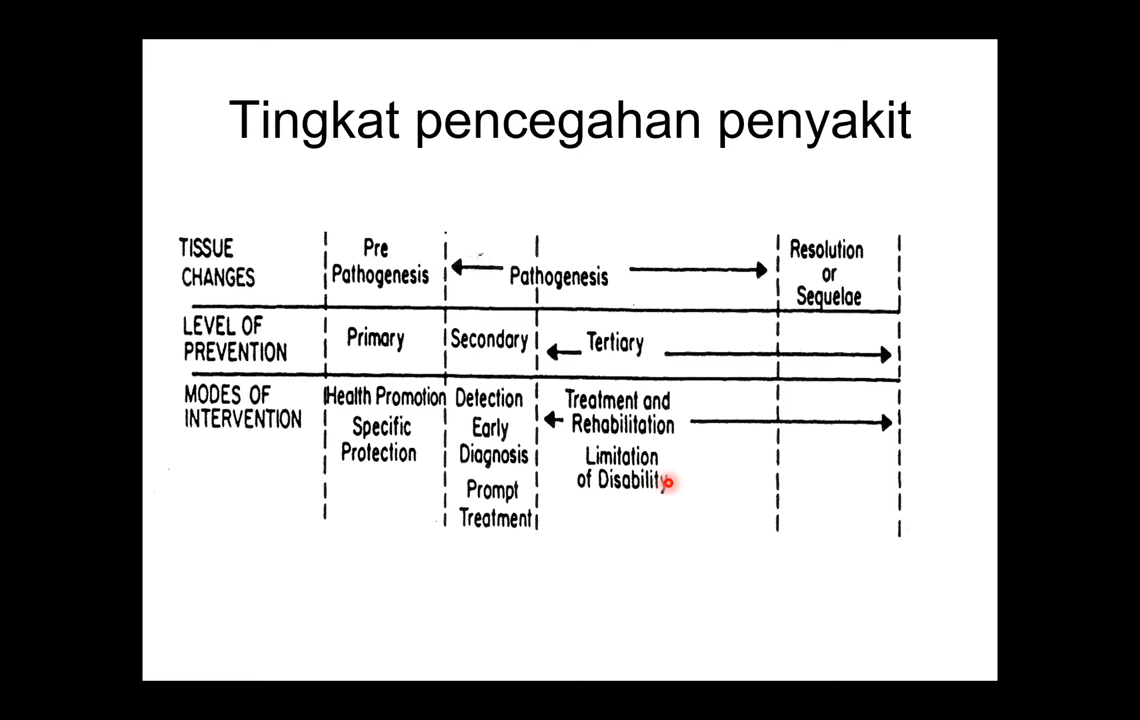 Tingkat pencegahan penyakit
TISSUE
CHANGES
Pre
Pathogenesis
Pathogenesis
Resolution
or
Sequelae
LEVEL OF
PREVENTION
Primary
Secondary
Tertiary
MODES OF
INTERVENTION
Health Promotion
Specific
Protection
Detection
Early
Diagnosis
Prompt
Treatment
Treatment and
Rehabilitation
Limitation
of Disability